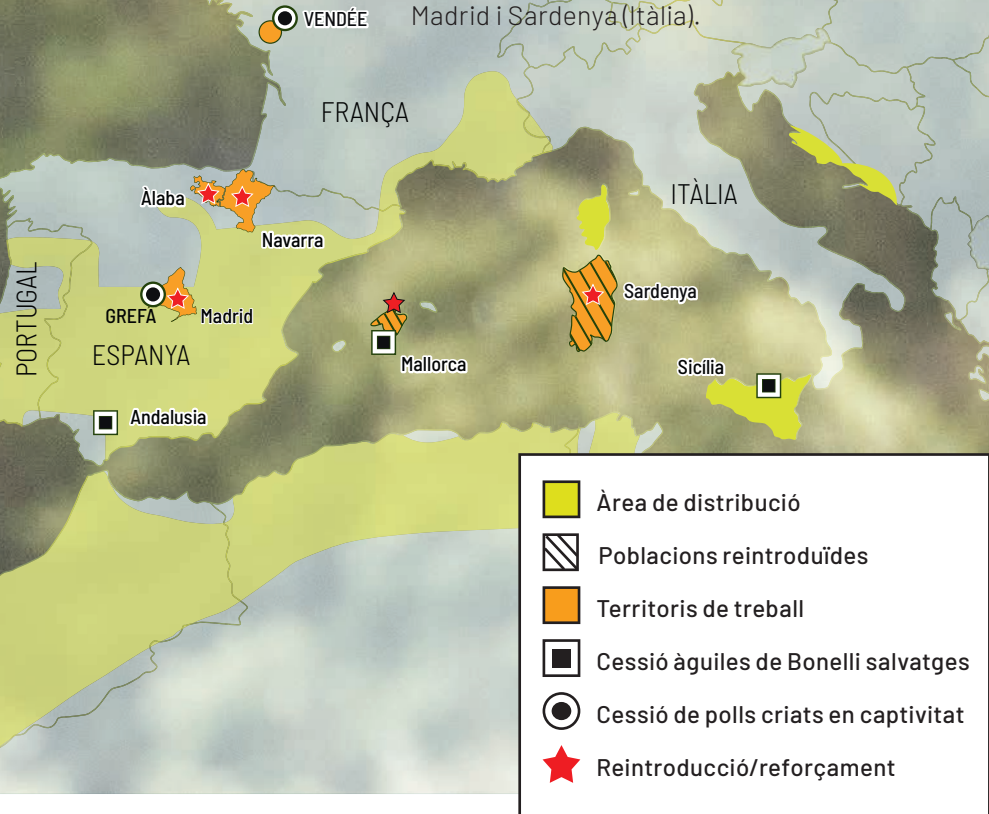 VENDÉE
Madrid i Sardenya (Itàlia).
FRANÇA
Àlaba
Navarra
ITÀLIA
PORTUGAL
GREFA
Madrid
ESPANYA
Sardenya
Mallorca
Sicília
Andalusia
Àrea de distribució
Poblacions reintroduïdes
Territoris de treball
Cessió àguiles de Bonelli salvatges
Cessió de polls criats en captivitat
Reintroducció/reforçament